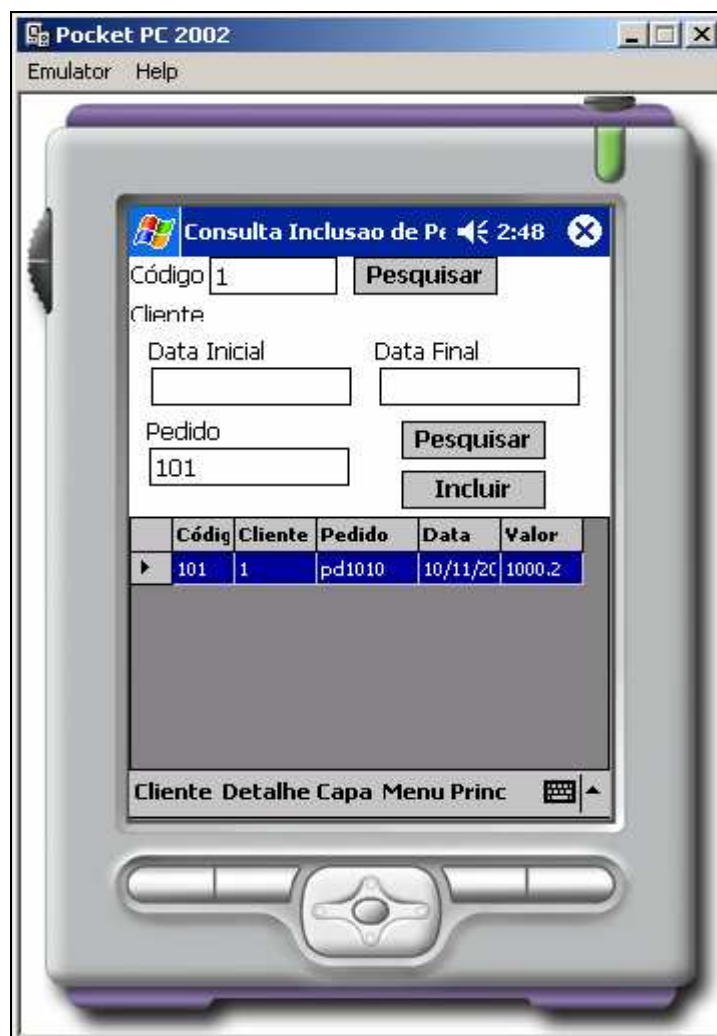 Pocket PC 2002
Emulator Help
Consulta Inclusao de Pe 2:48
Código 1 Pesquisar
Cliente
Data Inicial Data Final
Pedido Pesquisar
101
Incluir
Códig Cliente Pedido Data Valor
101 1 pd1010 10/11/20 1000.2
Cliente Detalhe Capa Menu Princ